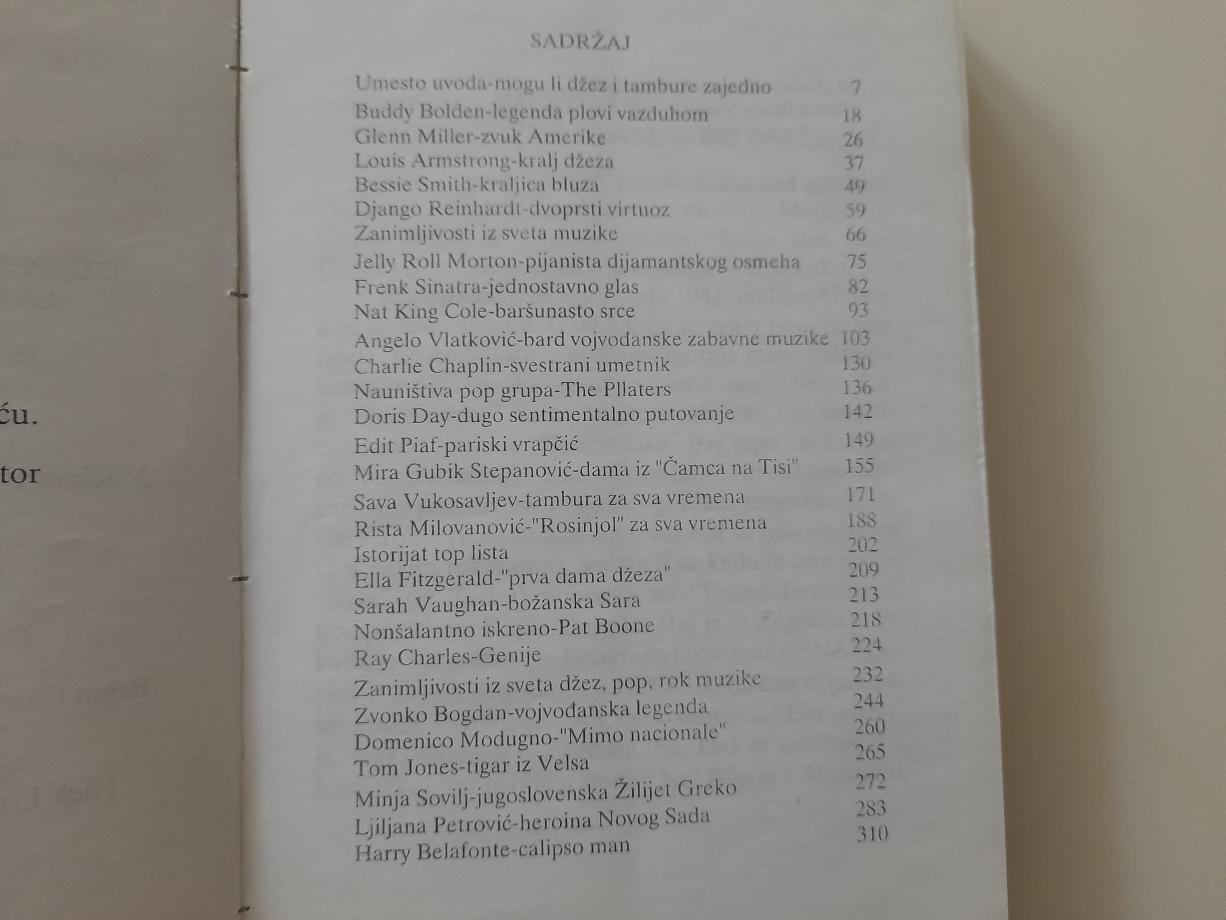 SADRŽAJ
Umesto uvoda-mogu li džez i tambure zajedno 7
Buddy Bolden-legenda plovi vazduhom 18
Glenn Miller-zvuk Amerike 26
Louis Armstrong-kralj džeza 37
Bessie Smith-kraljica bluza 49
Django Reinhardt-dvoprsti virtuoz 59
Zanimljivosti iz sveta muzike 66
Jelly Roll Morton-pijanista dijamantskog osmeha 75
Frenk Sinatra-jednostavno glas 82
Nat King Cole-baršunasto srce 93
Angelo Vlatković-bard vojvođanske zabavne muzike 103
Charlie Chaplin-svestrani umetnik 130
Nauništiva pop grupa-The Pllaters 136
Doris Day-dugo sentimentalno putovanje 142
Edit Piaf-pariski vrapčić 149
Mira Gubik Stepanović-dama iz "Čamca na Tisi" 155
Sava Vukosavljev-tambura za sva vremena 171
Rista Milovanović-"Rosinjol" za sva vremena 188
Istorijat top lista 202
Ella Fitzgerald-"prva dama džeza" 209
Sarah Vaughan-božanska Sara 213
Nonšalantno iskreno-Pat Boone 218
Ray Charles-Genije 224
Zanimljivosti iz sveta džez, pop, rok muzike 232
Zvonko Bogdan-vojvođanska legenda 244
Domenico Modugno-"Mimo nacionale" 260
Tom Jones-tigar iz Velsa 265
Minja Sovilj-jugoslovenska Žilijet Greko 272
Ljiljana Petrović-heroina Novog Sada 283
Harry Belafonte-calipso man 310
ću.
tor